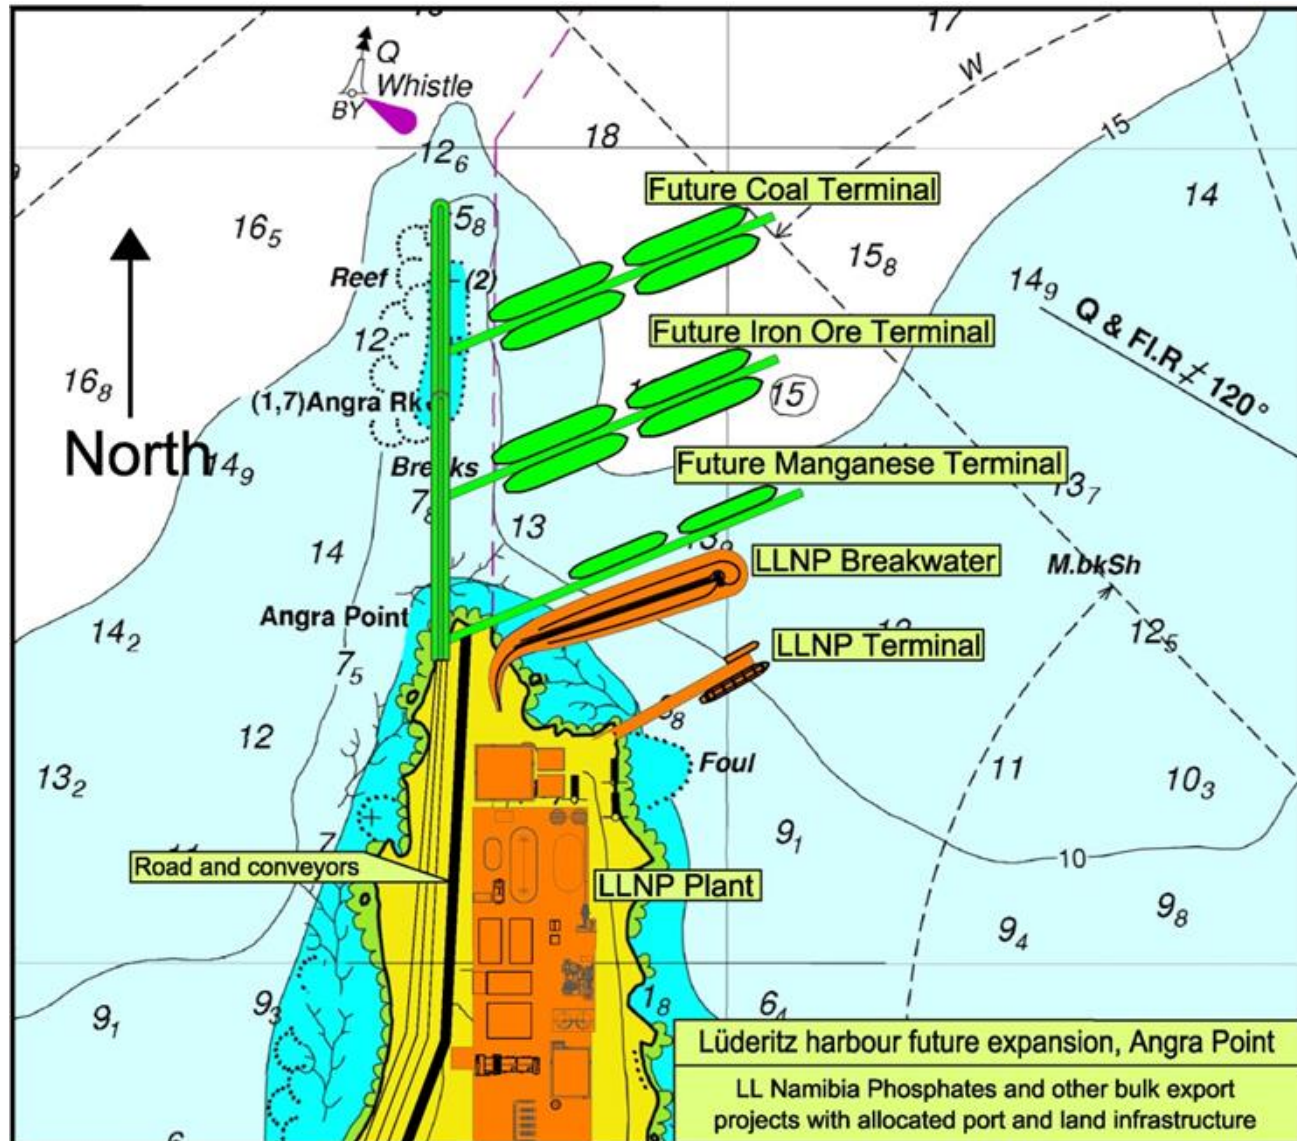 17
Q
Whistle
BY
W
15
12₆
18
Future Coal Terminal
14
16₅
5₈
Reef
(2)
15₈
14₉
Q & Fl.R ≠ 120°
12
Future Iron Ore Terminal
16₈
(1,7)Angra Rk
15
North
14₉
Future Manganese Terminal
13₇
7₈
13
14
LLNP Breakwater
M.bkSh
Angra Point
14₂
12₅
LLNP Terminal
7₅
12
Foul
13₂
11
10₃
9₁
7
10
Road and conveyors
LLNP Plant
9₈
9₄
9₃
9₁
1₈
6₄
Lüderitz harbour future expansion, Angra Point
LL Namibia Phosphates and other bulk export
projects with allocated port and land infrastructure